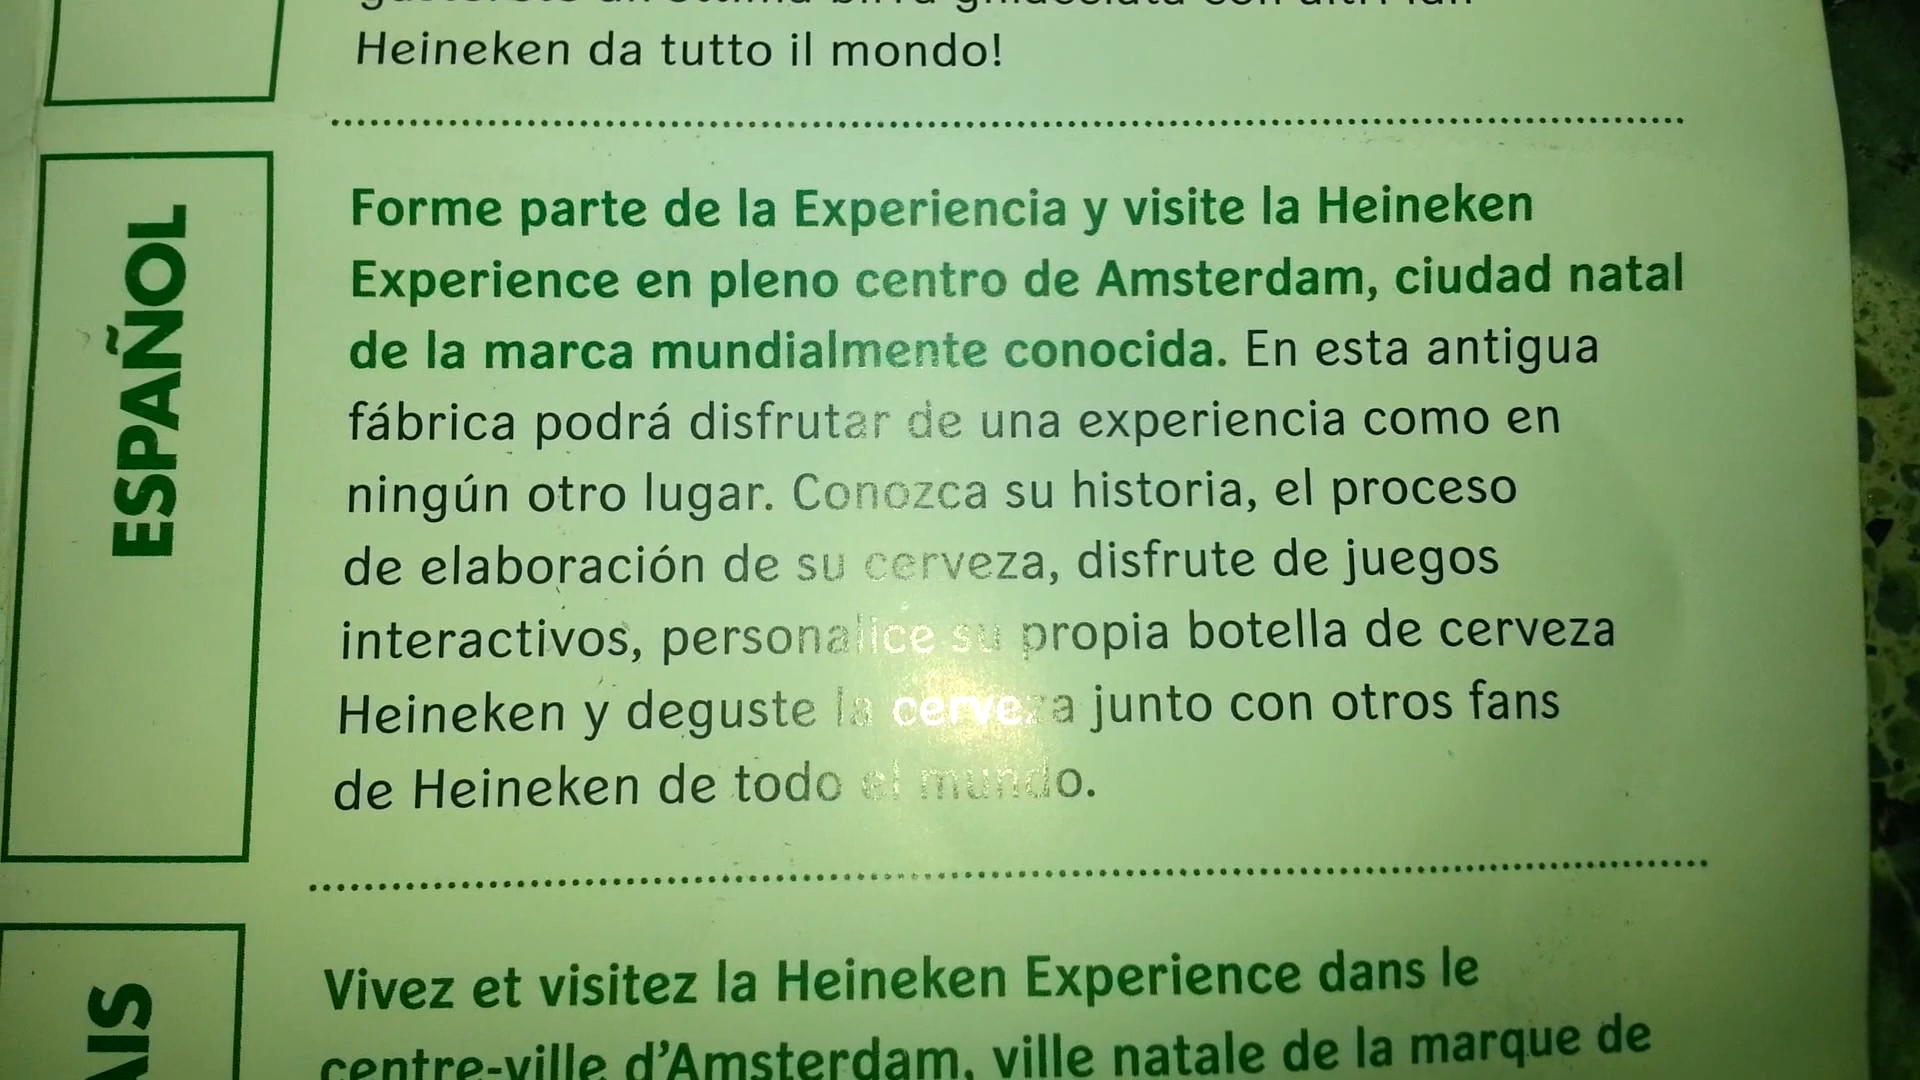 Heineken da tutto il mondo!
ESPAÑOL
Forme parte de la Experiencia y visite la Heineken
Experience en pleno centro de Amsterdam, ciudad natal
de la marca mundialmente conocida. En esta antigua
fábrica podrá disfrutar de una experiencia como en
ningún otro lugar. Conozca su historia, el proceso
de elaboración de su cerveza, disfrute de juegos
interactivos, personalice su propia botella de cerveza
Heineken y deguste la cerveza junto con otros fans
de Heineken de todo el mundo.
Vivez et visitez la Heineken Experience dans le
centre-ville d'Amsterdam, ville natale de la marque de